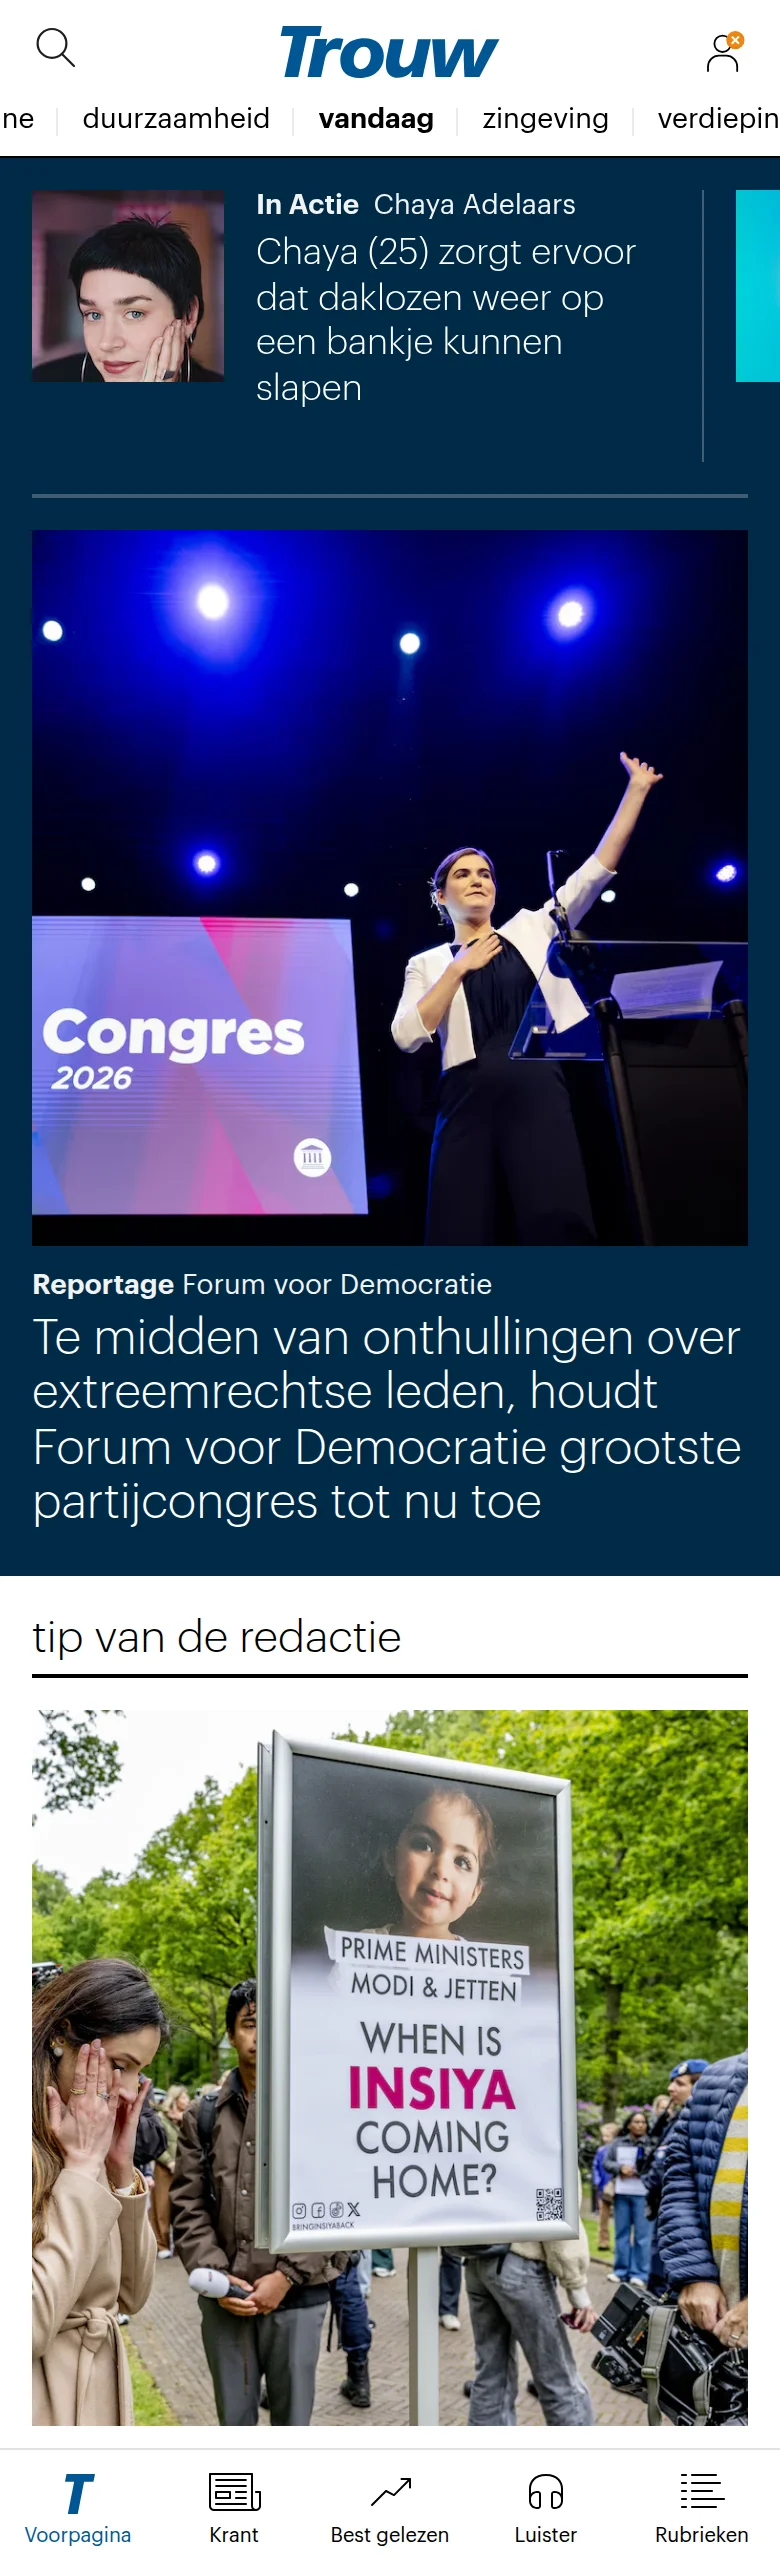 Trouw
ne
duurzaamheid
vandaag
zingeving
verdiepin
In Actie Chaya Adelaars
Chaya (25) zorgt ervoor
dat daklozen weer op
een bankje kunnen
slapen
Congres
2026
Reportage Forum voor Democratie
Te midden van onthullingen over
extreemrechtse leden, houdt
Forum voor Democratie grootste
partijcongres tot nu toe
tip van de redactie
PRIME MINISTERS
MODI & JETTEN
WHEN IS
INSIYA
COMING
HOME?
BRINGINSIYABACK
T
Voorpagina
Krant
Best gelezen
Luister
Rubrieken